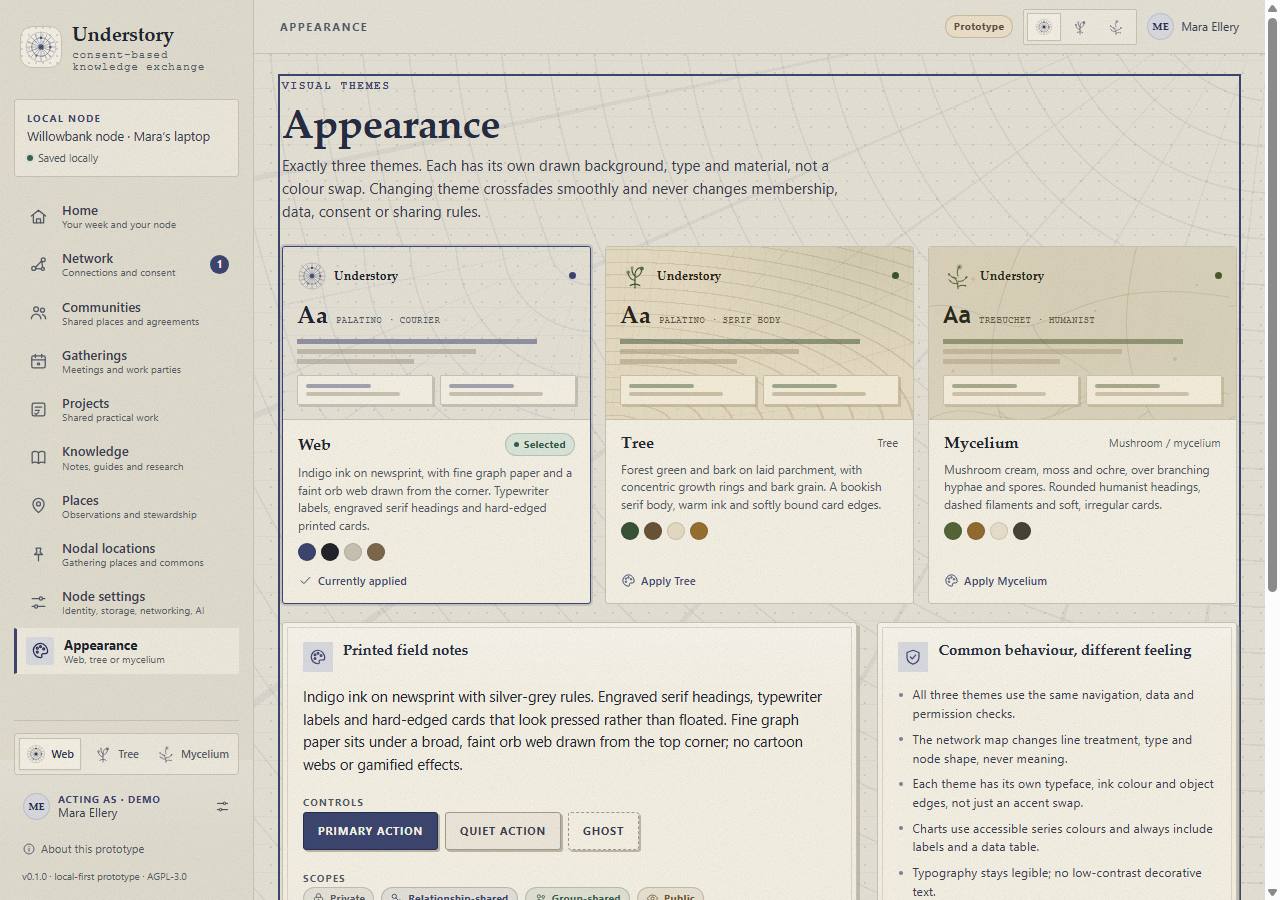 Understory
consent-based
knowledge exchange
LOCAL NODE
Willowbank node · Mara's laptop
Saved locally
Home
Your week and your node
Network
Connections and consent
1
Communities
Shared places and agreements
Gatherings
Meetings and work parties
Projects
Shared practical work
Knowledge
Notes, guides and research
Places
Observations and stewardship
Nodal locations
Gathering places and commons
Node settings
Identity, storage, networking, AI
Appearance
Web, tree or mycelium
Web
Tree
Mycelium
ME
ACTING AS · DEMO
Mara Ellery
About this prototype
v0.1.0 · local-first prototype · AGPL-3.0
APPEARANCE
Prototype
ME
Mara Ellery
VISUAL THEMES
Appearance
Exactly three themes. Each has its own drawn background, type and material, not a
colour swap. Changing theme crossfades smoothly and never changes membership,
data, consent or sharing rules.
Understory
Aa PALATINO · COURIER
Web
Selected
Indigo ink on newsprint, with fine graph paper and a
faint orb web drawn from the corner. Typewriter
labels, engraved serif headings and hard-edged
printed cards.
Currently applied
Understory
Aa PALATINO · SERIF BODY
Tree
Tree
Forest green and bark on laid parchment, with
concentric growth rings and bark grain. A bookish
serif body, warm ink and softly bound card edges.
Apply Tree
Understory
Aa TREBUCHET · HUMANIST
Mycelium
Mushroom / mycelium
Mushroom cream, moss and ochre, over branching
hyphae and spores. Rounded humanist headings,
dashed filaments and soft, irregular cards.
Apply Mycelium
Printed field notes
Indigo ink on newsprint with silver-grey rules. Engraved serif headings, typewriter
labels and hard-edged cards that look pressed rather than floated. Fine graph
paper sits under a broad, faint orb web drawn from the top corner; no cartoon
webs or gamified effects.
CONTROLS
PRIMARY ACTION
QUIET ACTION
GHOST
SCOPES
Private
Relationship-shared
Group-shared
Public
Common behaviour, different feeling
All three themes use the same navigation, data and
permission checks.
The network map changes line treatment, type and
node shape, never meaning.
Each theme has its own typeface, ink colour and object
edges, not just an accent swap.
Charts use accessible series colours and always include
labels and a data table.
Typography stays legible; no low-contrast decorative
text.